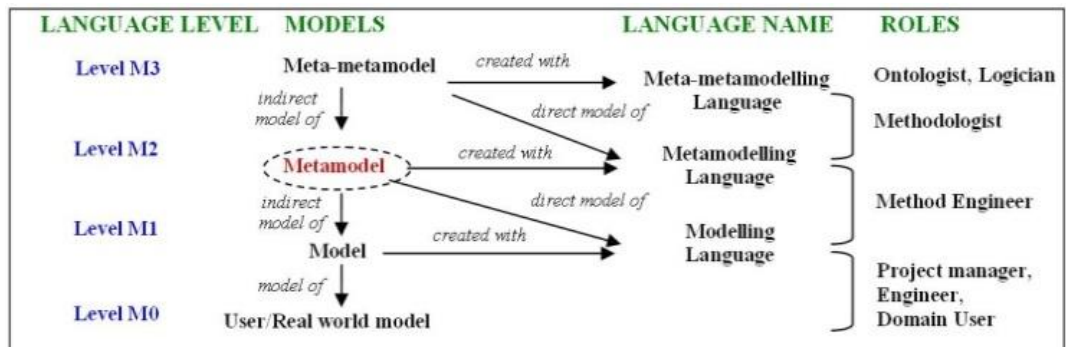 LANGUAGE LEVEL MODELS LANGUAGE NAME ROLES
Level M3
Meta-metamodel
created with
Meta-metamodelling
Language
Ontologist, Logician
indirect
model of
direct model of
Methodologist
Level M2
Metamodel
created with
Metamodelling
Language
indirect
model of
direct model of
Method Engineer
Level M1
Model
created with
Modelling
Language
model of
Project manager,
Engineer,
Domain User
Level M0
User/Real world model